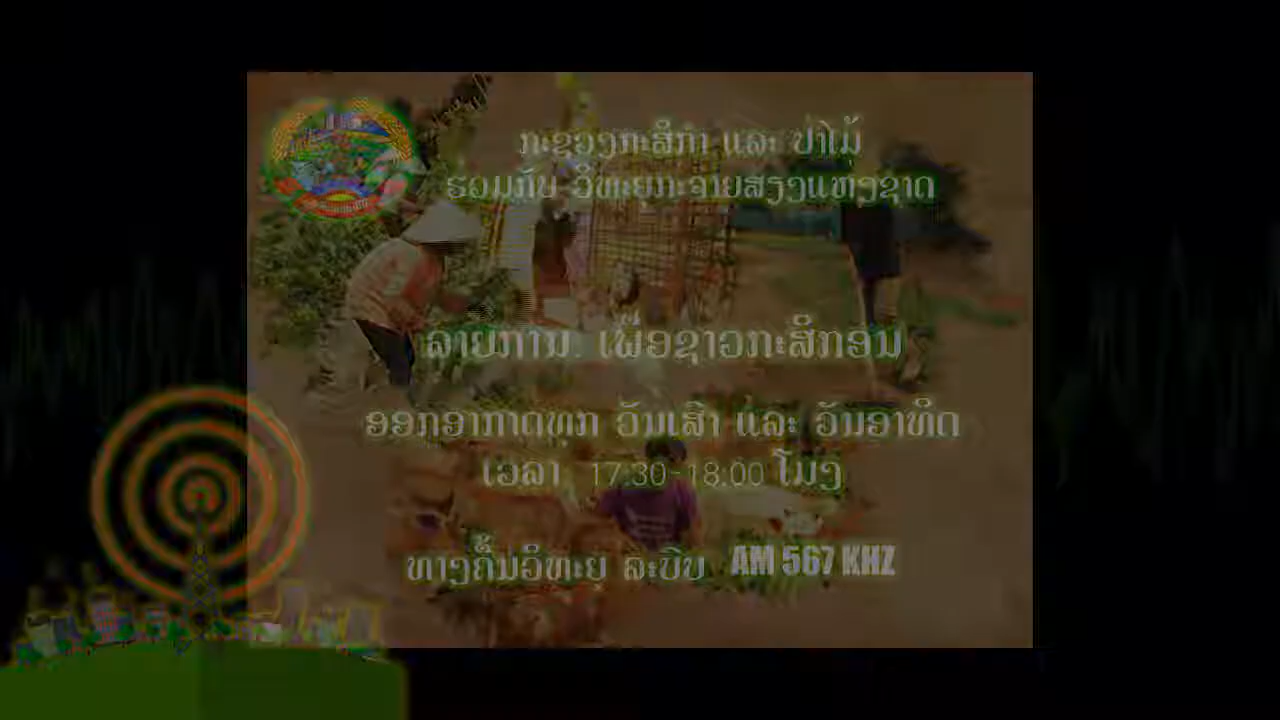 ກະຊວງກະສິກຳ ແລະ ປ່າໄມ້
ຮ່ວມກັບ ວິທະຍຸກະຈາຍສຽງແຫ່ງຊາດ
ລາຍການ: ເພື່ອຊາວກະສິກອນ
ອອກອາກາດທຸກ ວັນເສົາ ແລະ ວັນອາທິດ
ເວລາ 17:30-18:00 ໂມງ
ທາງຄື້ນວິທະຍຸ ລະບົບ AM 567 KHZ